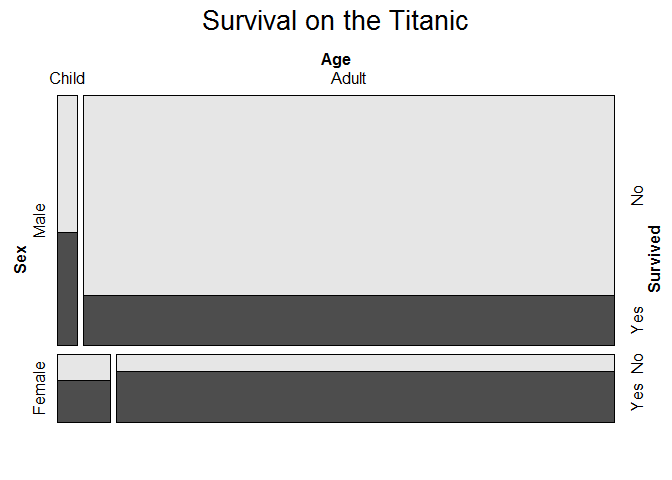 Survival on the Titanic
Age
Child Adult
Sex
Male
Female
No
Yes
No
Yes
Survived